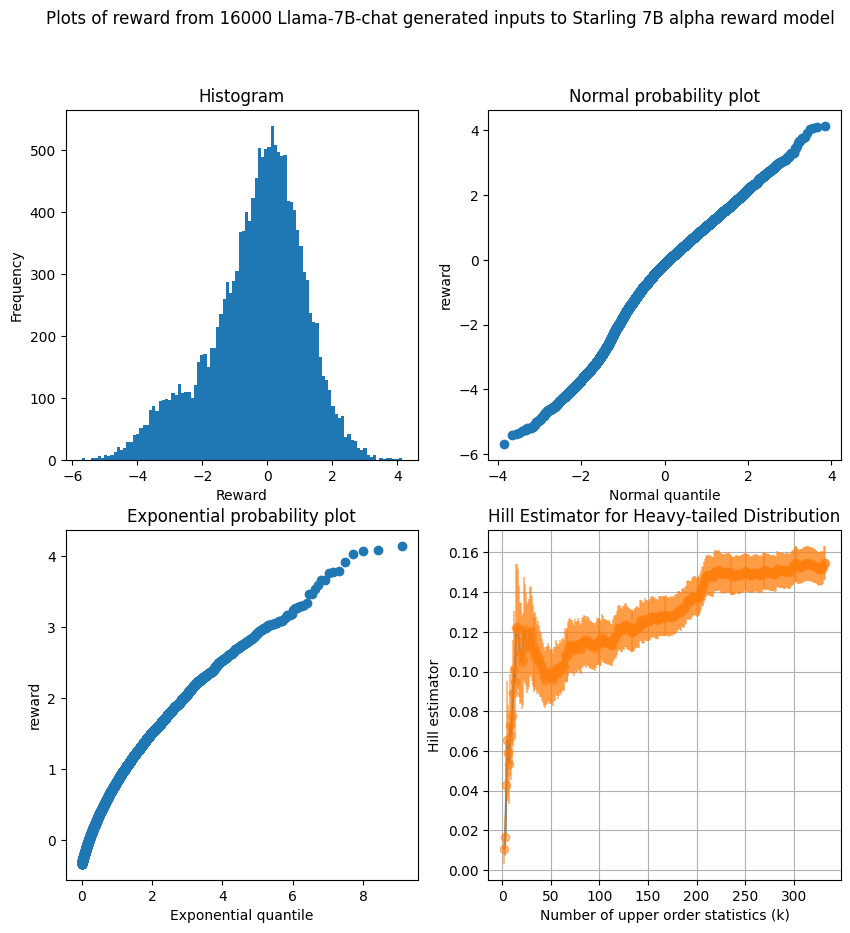 Plots of reward from 16000 Llama-7B-chat generated inputs to Starling 7B alpha reward model
Histogram
Frequency
500
400
300
200
100
0
−6 −4 −2 0 2 4
Reward
Normal probability plot
reward
4
2
0
−2
−4
−6
−4 −2 0 2 4
Normal quantile
Exponential probability plot
reward
4
3
2
1
0
0 2 4 6 8
Exponential quantile
Hill Estimator for Heavy-tailed Distribution
Hill estimator
0.16
0.14
0.12
0.10
0.08
0.06
0.04
0.02
0.00
0 50 100 150 200 250 300
Number of upper order statistics (k)